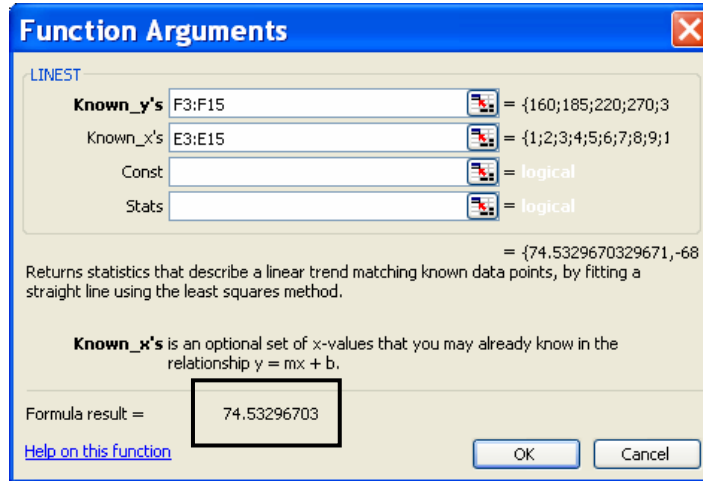 Function Arguments
LINEST
Known_y's F3:F15 = {160;185;220;270;3
Known_x's E3:E15 = {1;2;3;4;5;6;7;8;9;1
Const = logical
Stats = logical
= {74.5329670329671,-68
Returns statistics that describe a linear trend matching known data points, by fitting a
straight line using the least squares method.
Known_x's is an optional set of x-values that you may already know in the
relationship y = mx + b.
Formula result = 74.53296703
Help on this function OK Cancel